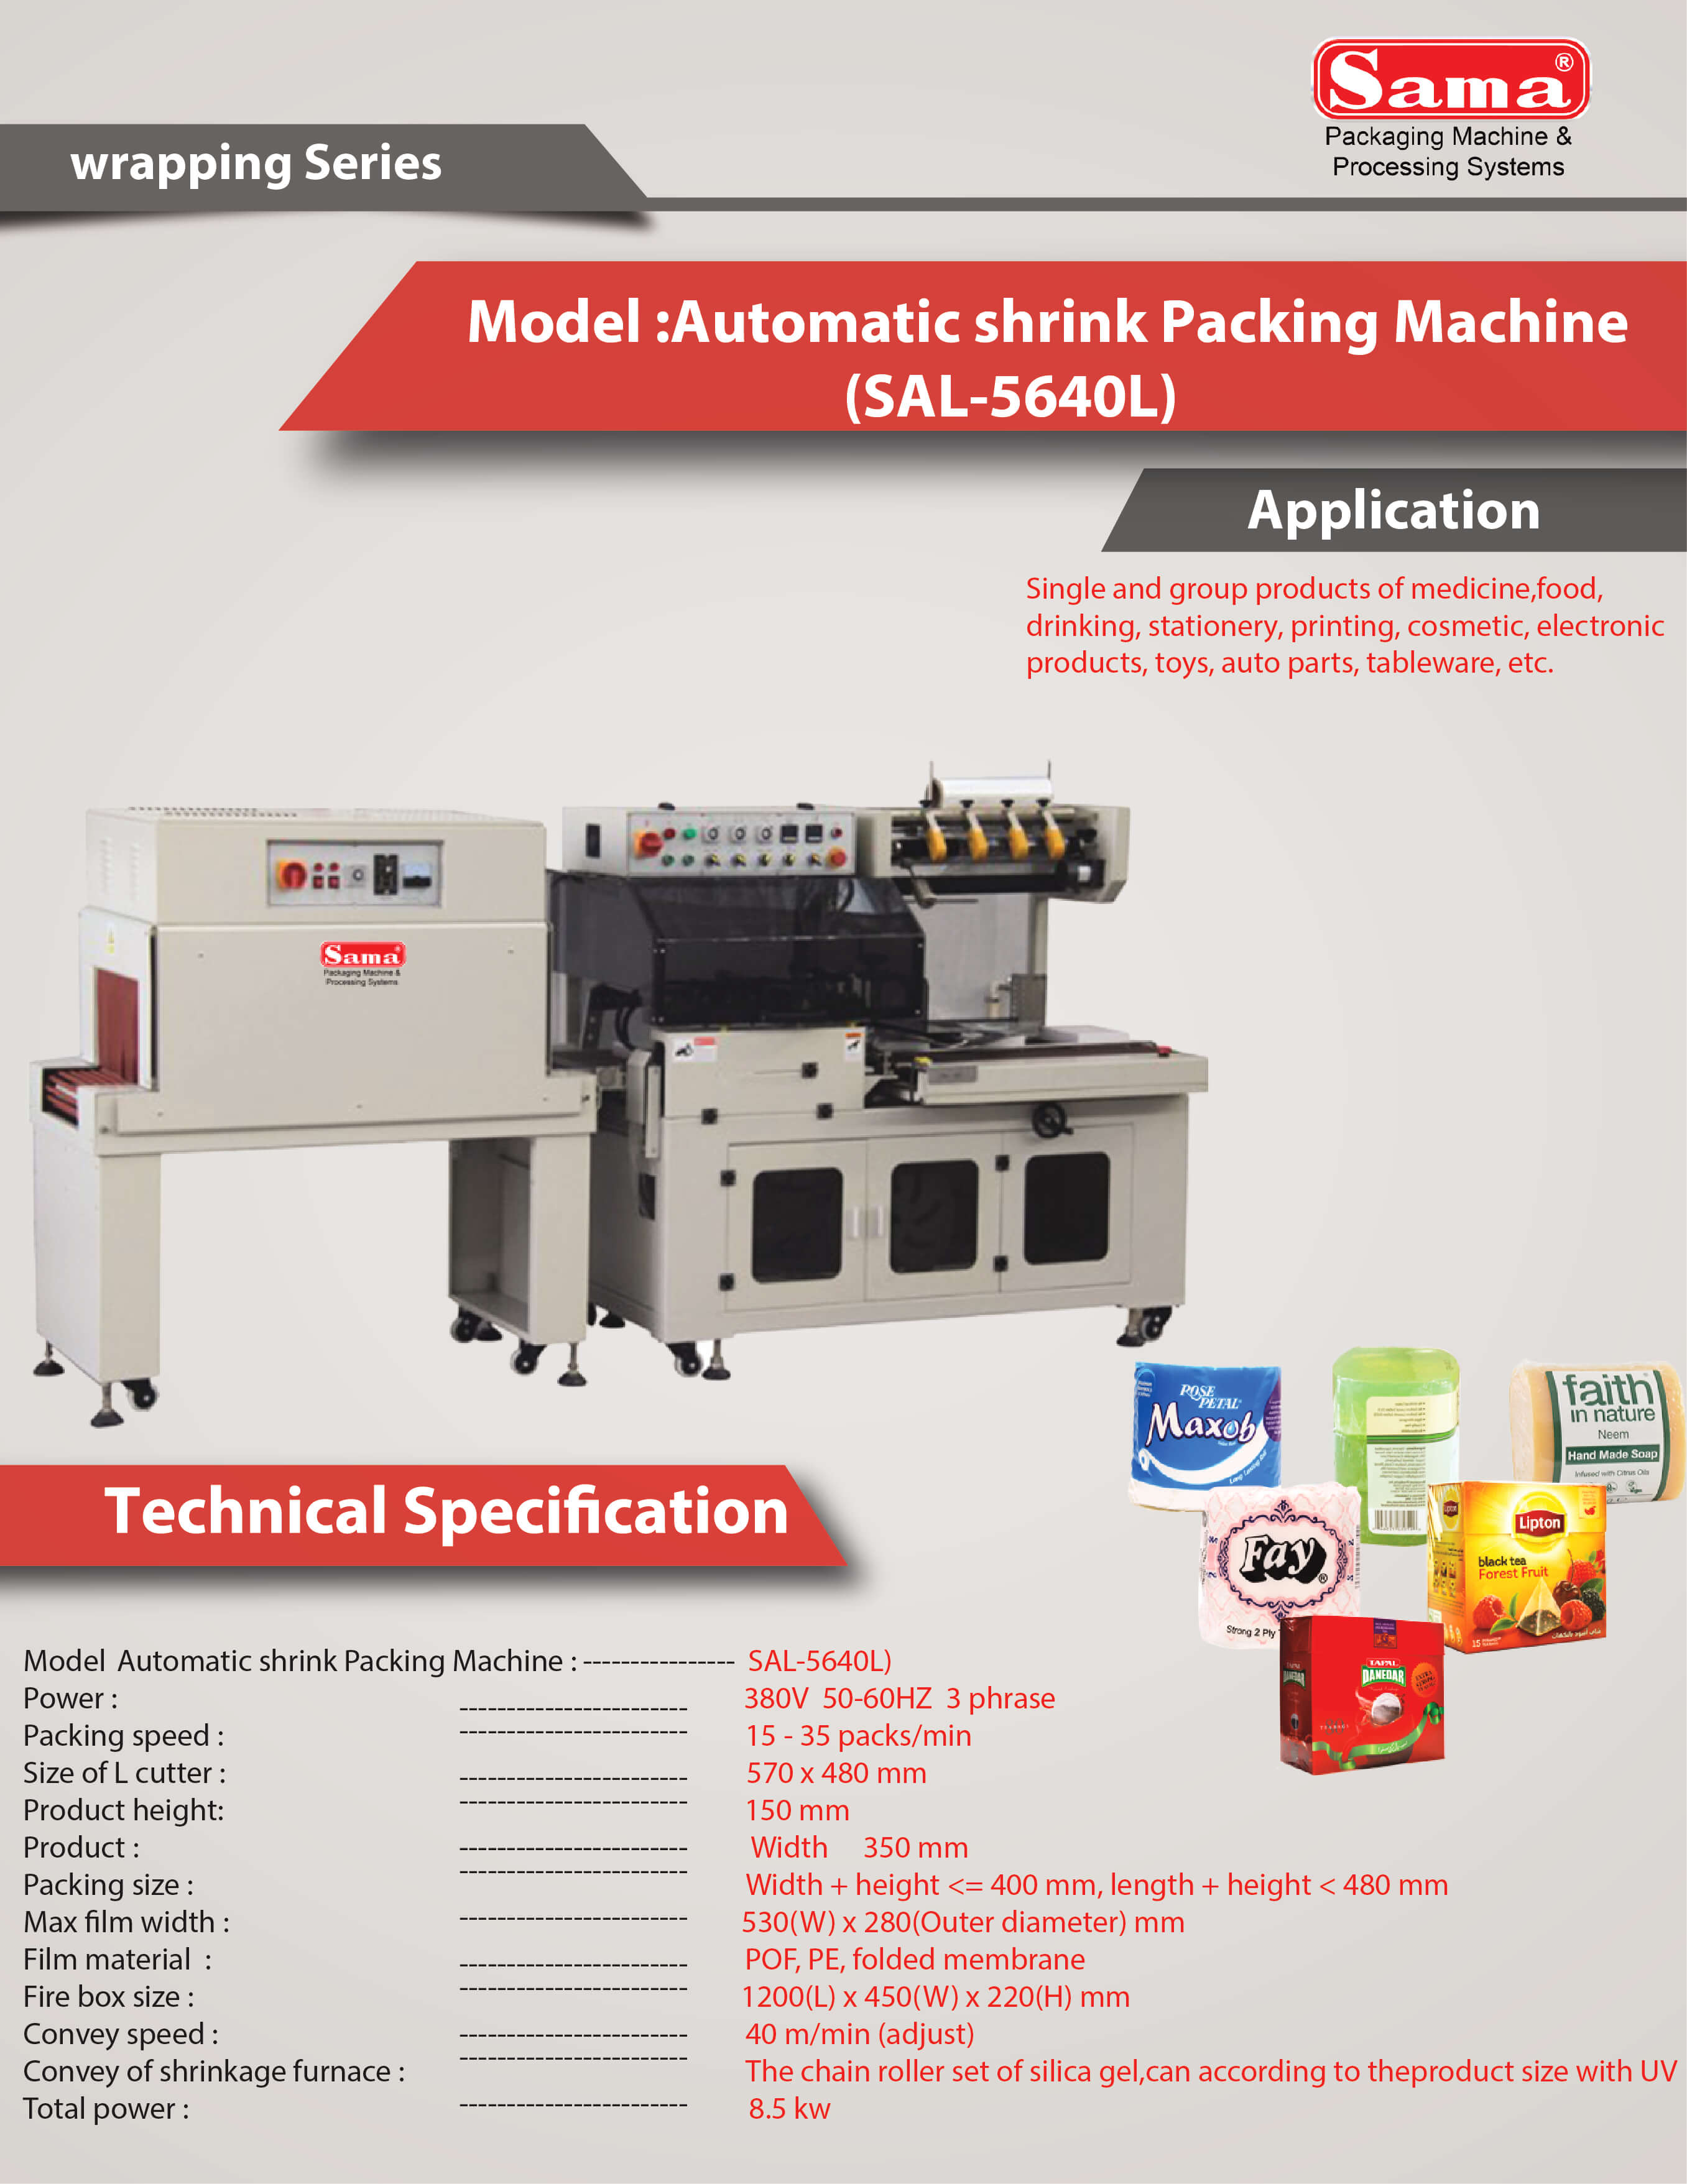 Sama®
Packaging Machine &
Processing Systems
wrapping Series
Model :Automatic shrink Packing Machine
(SAL-5640L)
Application
Single and group products of medicine,food,
drinking, stationery, printing, cosmetic, electronic
products, toys, auto parts, tableware, etc.
Sama
Packaging Machine &
Processing Systems
ROSE
PETAL
Maxob
faith
in nature
Neem
Hand Made Soap
Infused with Citrus Oils
Fay®
Strong 2 Ply
Lipton
Lipton
black tea
Forest Fruit
15
TAPAL
DANEDAR
DANEDAR
Technical Specification
Model  Automatic shrink Packing Machine : ---------------- SAL-5640L)
Power : ------------------------ 380V  50-60HZ  3 phrase
Packing speed : ------------------------ 15 - 35 packs/min
Size of L cutter : ------------------------ 570 x 480 mm
Product height: ------------------------ 150 mm
Product : ------------------------ Width    350 mm
Packing size : ------------------------ Width + height <= 400 mm, length + height < 480 mm
Max film width : ------------------------ 530(W) x 280(Outer diameter) mm
Film material  : ------------------------ POF, PE, folded membrane
Fire box size : ------------------------ 1200(L) x 450(W) x 220(H) mm
Convey speed : ------------------------ 40 m/min (adjust)
Convey of shrinkage furnace : ------------------------ The chain roller set of silica gel,can according to theproduct size with UV
Total power : ------------------------ 8.5 kw